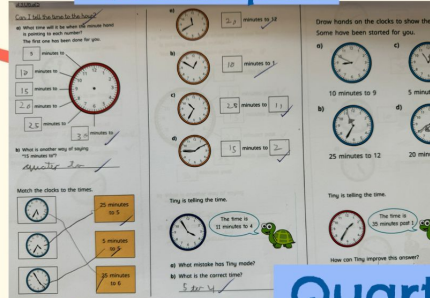 Can I tell the time to the hour?
a) What time will it be when the minute hand
is pointing to each number?
The first one has been done for you.
5 minutes to
10 minutes to
15 minutes to
20 minutes to
25 minutes to
30 minutes to
b) What is another way of saying
"15 minutes to"?
quarter to
Match the clocks to the times.
25 minutes
to 5
5 minutes
to 5
25 minutes
to 6
a)
minutes to 12
b)
10 minutes to 1
c)
25 minutes to 11
d)
15 minutes to 2
Tiny is telling the time.
The time is
11 minutes to 4
a) What mistake has Tiny made?
b) What is the correct time?
5 to 4
Draw hands on the clocks to show the
Some have been started for you.
a)
c)
10 minutes to 9
5 minut
b)
d)
25 minutes to 12
20 min
Tiny is telling the time.
The time is
35 minutes past 1
How can Tiny improve this answer?
Quart